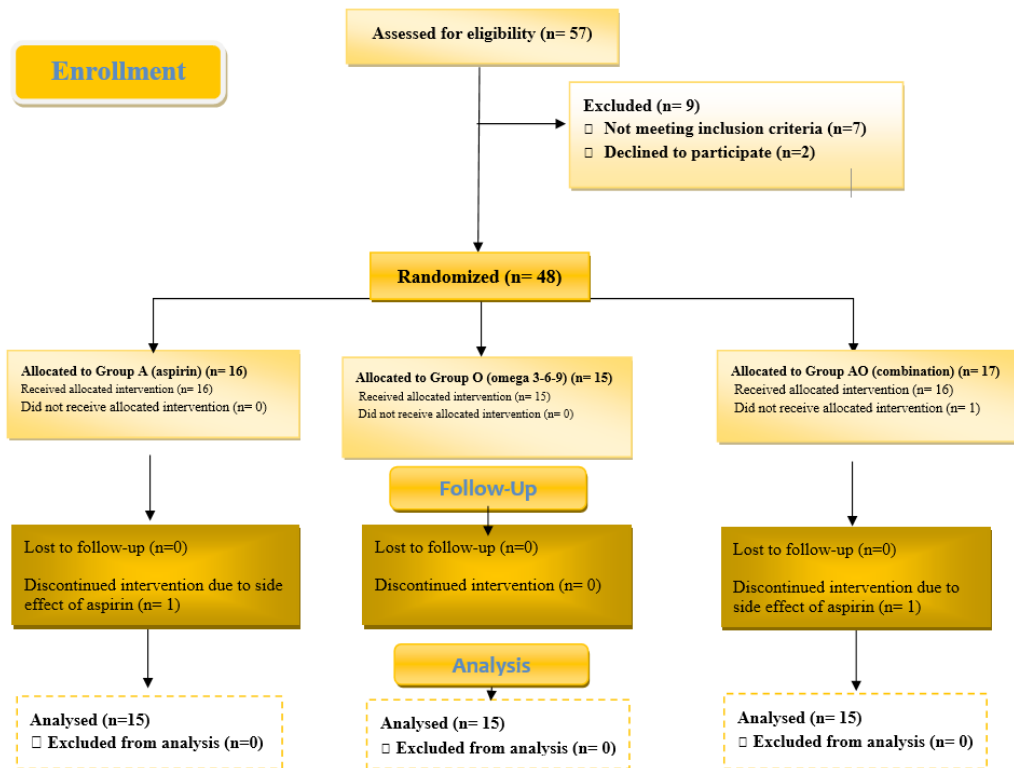 Assessed for eligibility (n= 57)
Enrollment
Excluded (n= 9)
□ Not meeting inclusion criteria (n=7)
□ Declined to participate (n=2)
Randomized (n= 48)
Allocated to Group A (aspirin) (n= 16)
Received allocated intervention (n= 16)
Did not receive allocated intervention (n= 0)
Allocated to Group O (omega 3-6-9) (n= 15)
Received allocated intervention (n= 15)
Did not receive allocated intervention (n= 0)
Allocated to Group AO (combination) (n= 17)
Received allocated intervention (n= 16)
Did not receive allocated intervention (n= 1)
Follow-Up
Lost to follow-up (n=0)
Discontinued intervention due to side
effect of aspirin (n= 1)
Lost to follow-up (n=0)
Discontinued intervention (n= 0)
Lost to follow-up (n=0)
Discontinued intervention due to
side effect of aspirin (n= 1)
Analysis
Analysed (n=15)
□ Excluded from analysis (n=0)
Analysed (n= 15)
□ Excluded from analysis (n= 0)
Analysed (n= 15)
□ Excluded from analysis (n= 0)